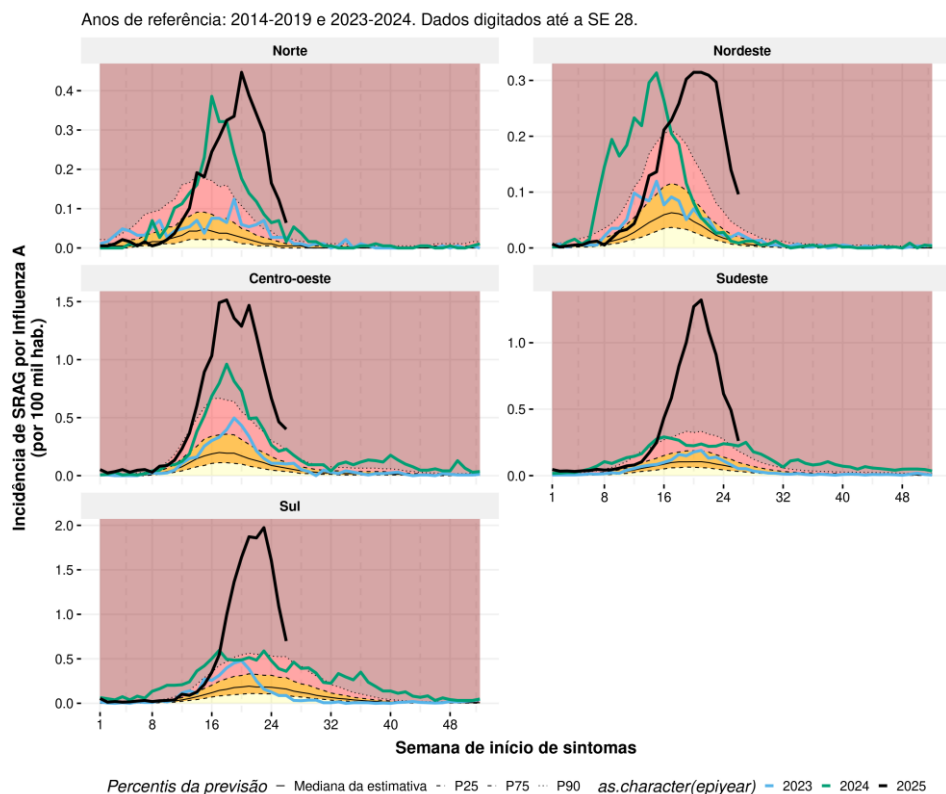 Anos de referência: 2014-2019 e 2023-2024. Dados digitados até a SE 28.
Norte
Nordeste
0.4
0.3
0.2
0.1
0.0
0.3
0.2
0.1
0.0
Centro-oeste
Sudeste
1.5
1.0
0.5
0.0
1.0
0.5
0.0
1 8 16 24 32 40 48
Sul
2.0
1.5
1.0
0.5
0.0
1 8 16 24 32 40 48
Incidência de SRAG por Influenza A
(por 100 mil hab.)
Semana de início de sintomas
Percentis da previsão Mediana da estimativa P25 P75 P90 as.character(epiyear) 2023 2024 2025